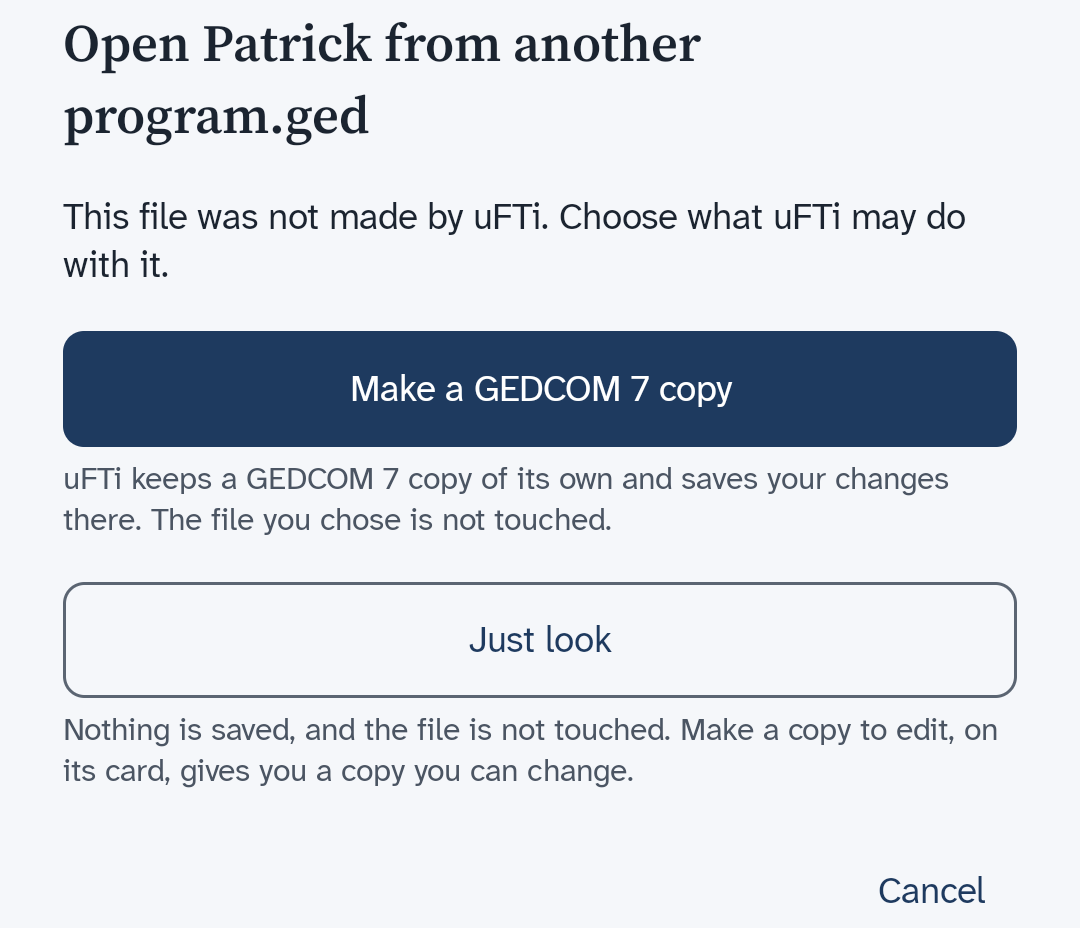 Open Patrick from another
program.ged
This file was not made by uFTi. Choose what uFTi may do
with it.
Make a GEDCOM 7 copy
uFTi keeps a GEDCOM 7 copy of its own and saves your changes
there. The file you chose is not touched.
Just look
Nothing is saved, and the file is not touched. Make a copy to edit, on
its card, gives you a copy you can change.
Cancel